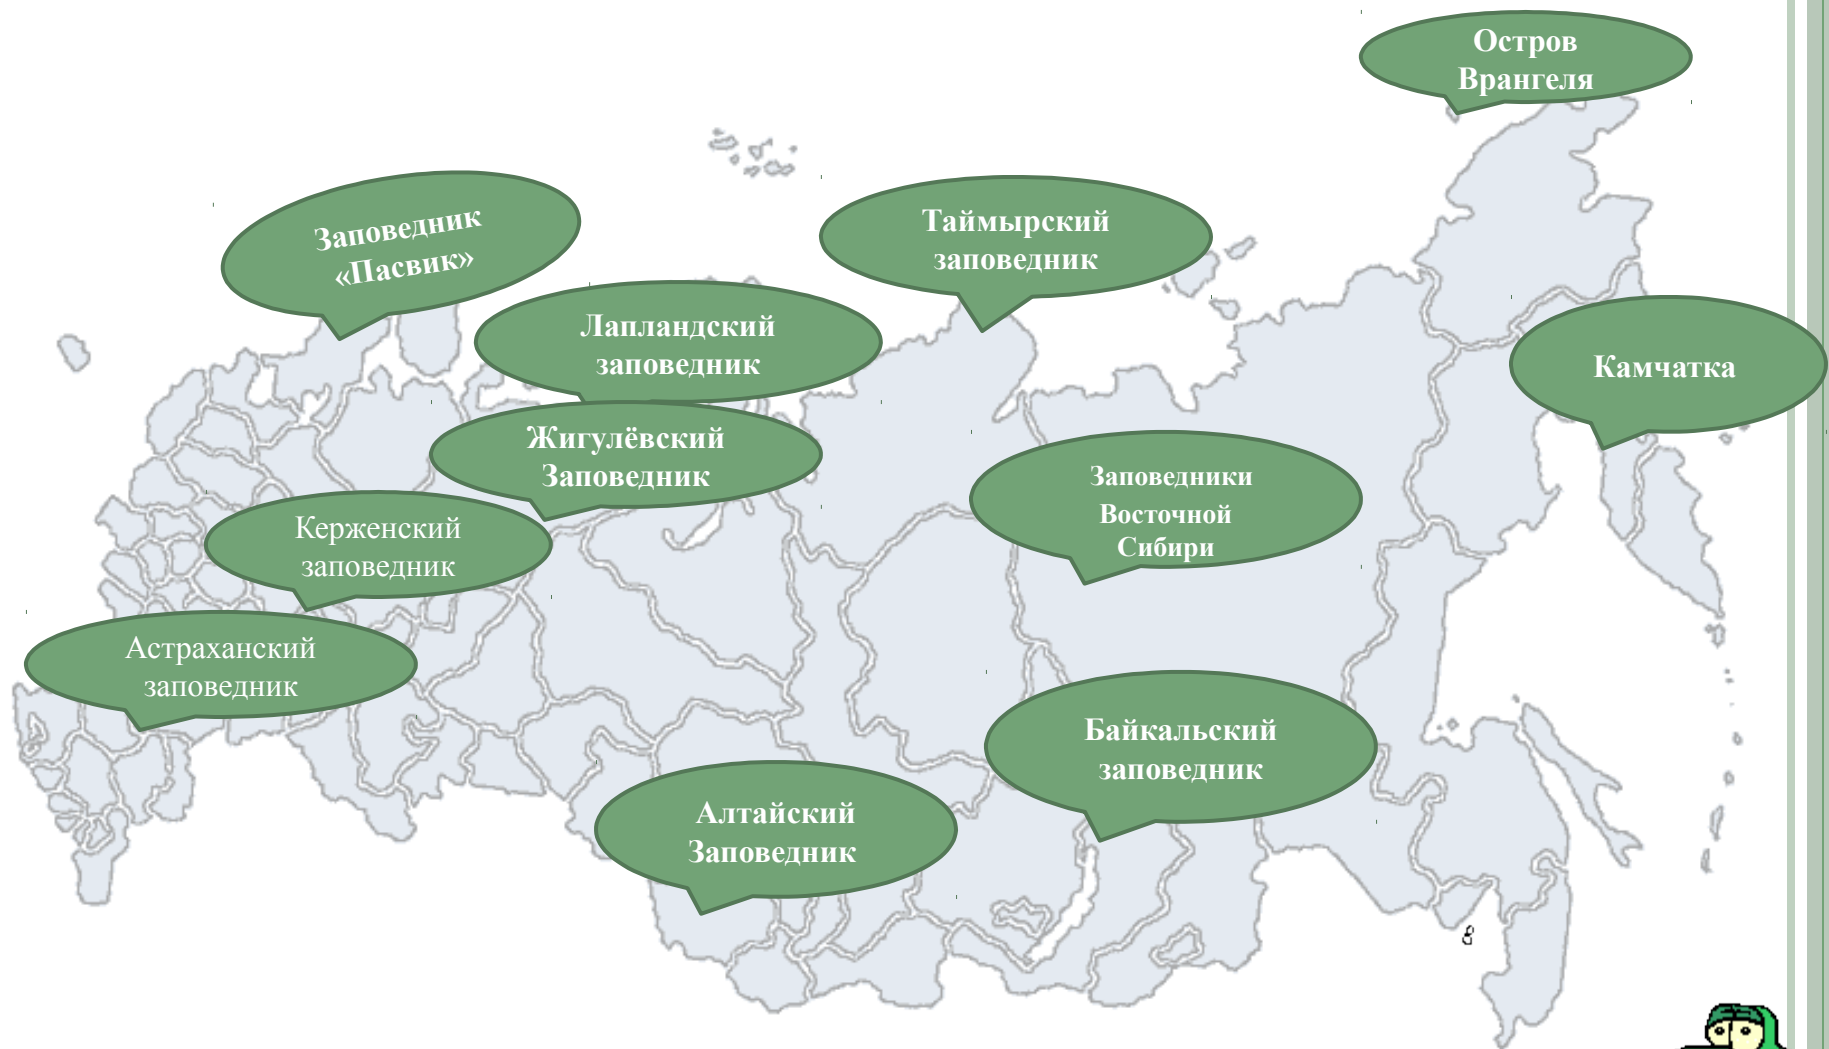 Остров
Врангеля
Заповедник
«Пасвик»
Таймырский
заповедник
Лапландский
заповедник
Камчатка
Жигулёвский
Заповедник
Заповедники
Восточной
Сибири
Керженский
заповедник
Астраханский
заповедник
Байкальский
заповедник
Алтайский
Заповедник